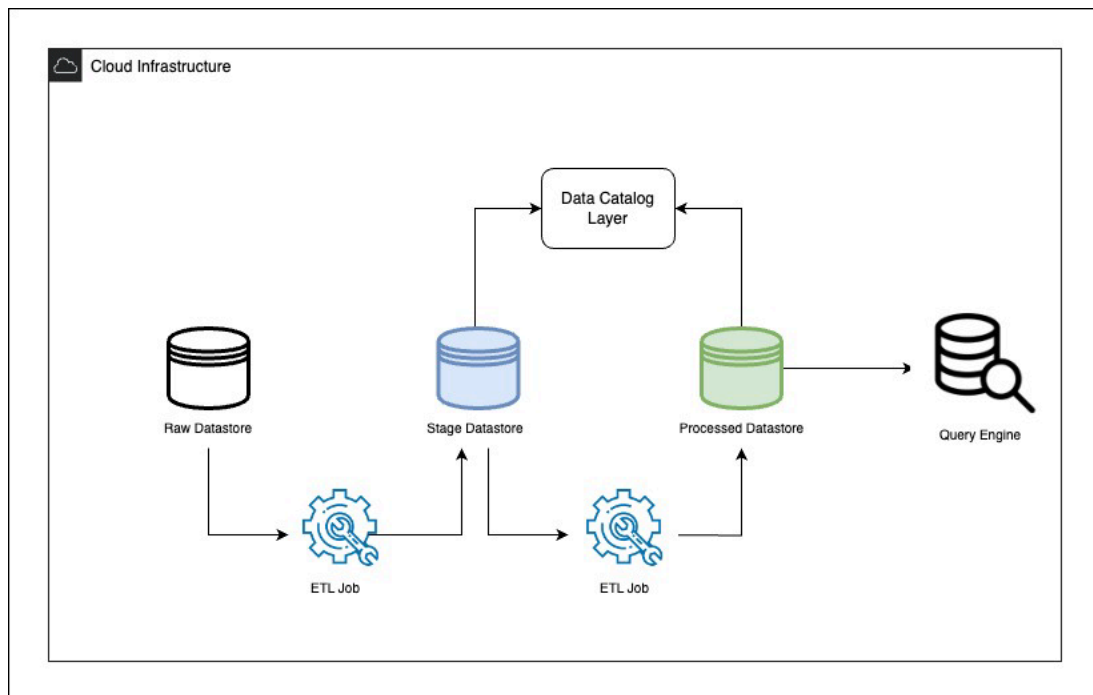 Cloud Infrastructure
Data Catalog
Layer
Raw Datastore
Stage Datastore
Processed Datastore
Query Engine
ETL Job
ETL Job